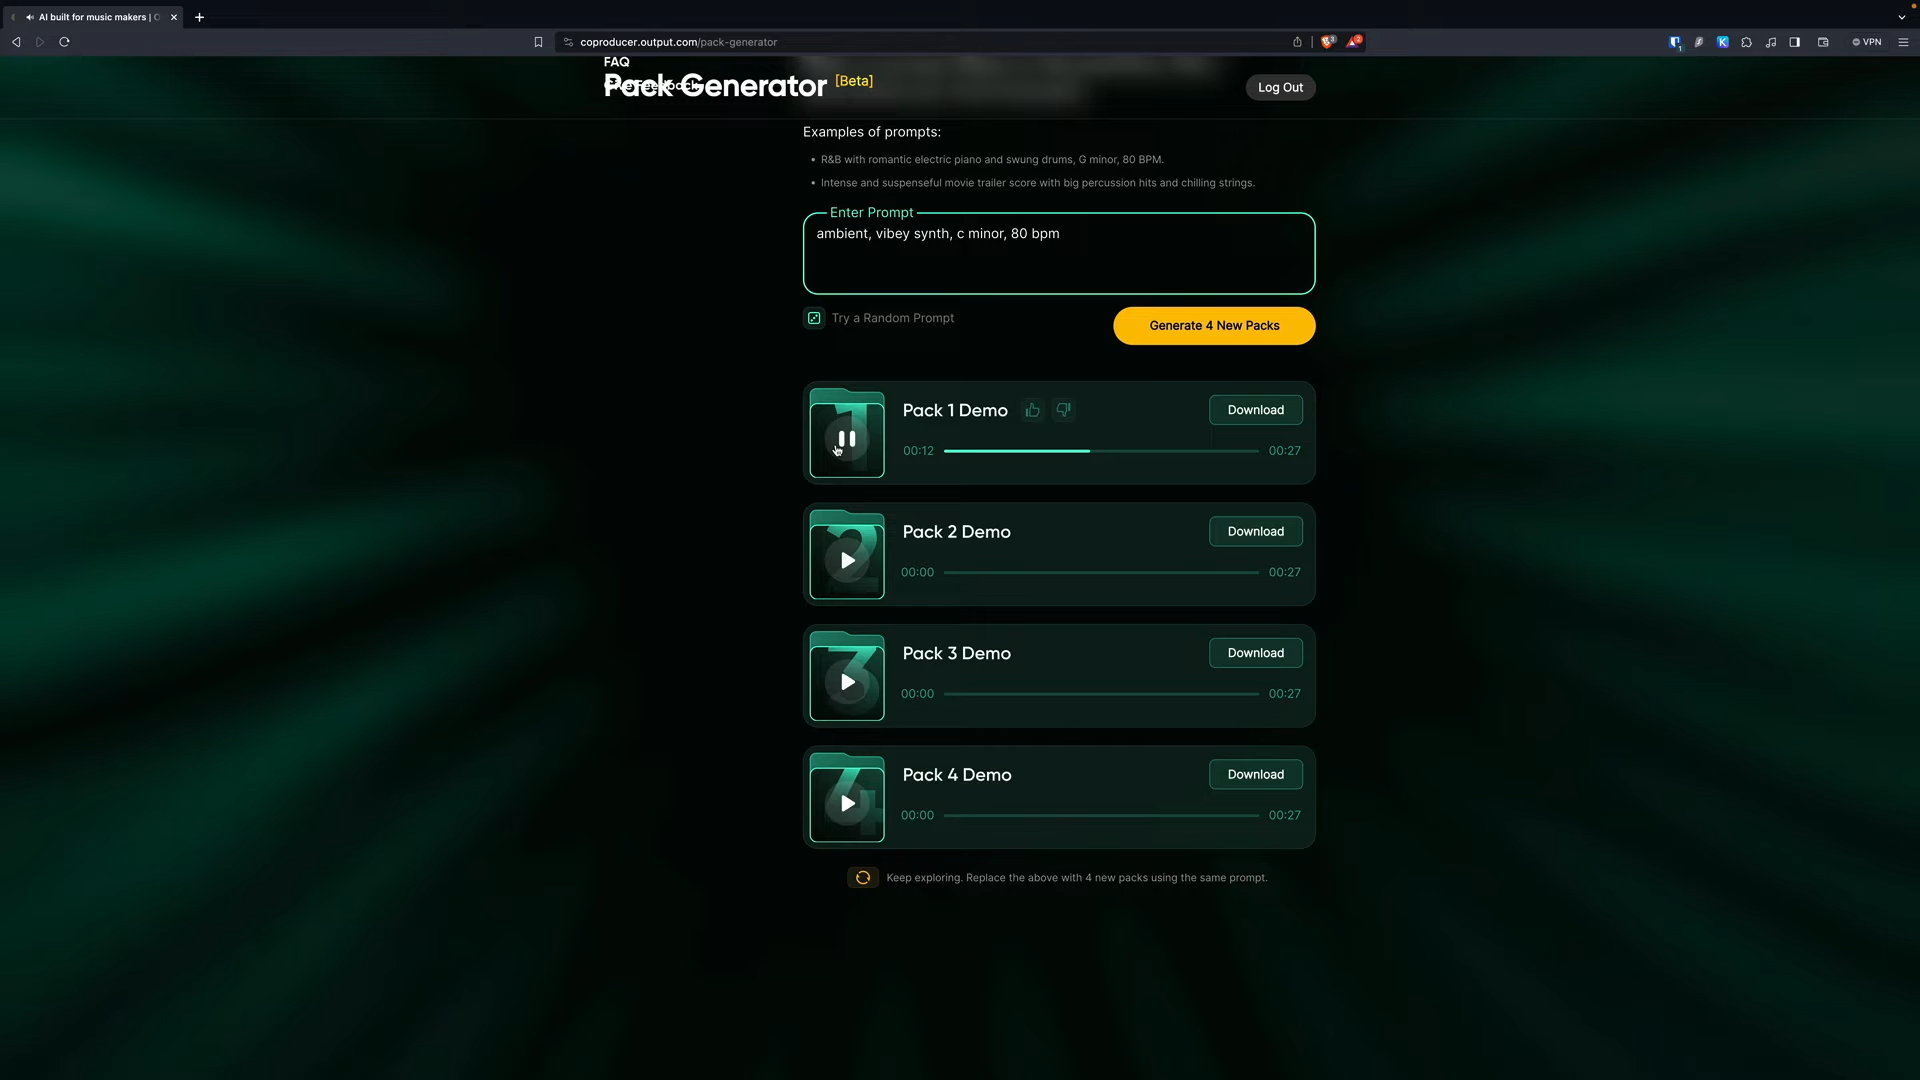 AI built for music makers |
coproducer.output.com/pack-generator
VPN
FAQ
Pack Generator [Beta]
Log Out
Examples of prompts:
R&B with romantic electric piano and swung drums, G minor, 80 BPM.
Intense and suspenseful movie trailer score with big percussion hits and chilling strings.
Enter Prompt
ambient, vibey synth, c minor, 80 bpm
Try a Random Prompt
Generate 4 New Packs
1
Pack 1 Demo
Download
00:12
00:27
2
Pack 2 Demo
Download
00:00
00:27
3
Pack 3 Demo
Download
00:00
00:27
4
Pack 4 Demo
Download
00:00
00:27
Keep exploring. Replace the above with 4 new packs using the same prompt.